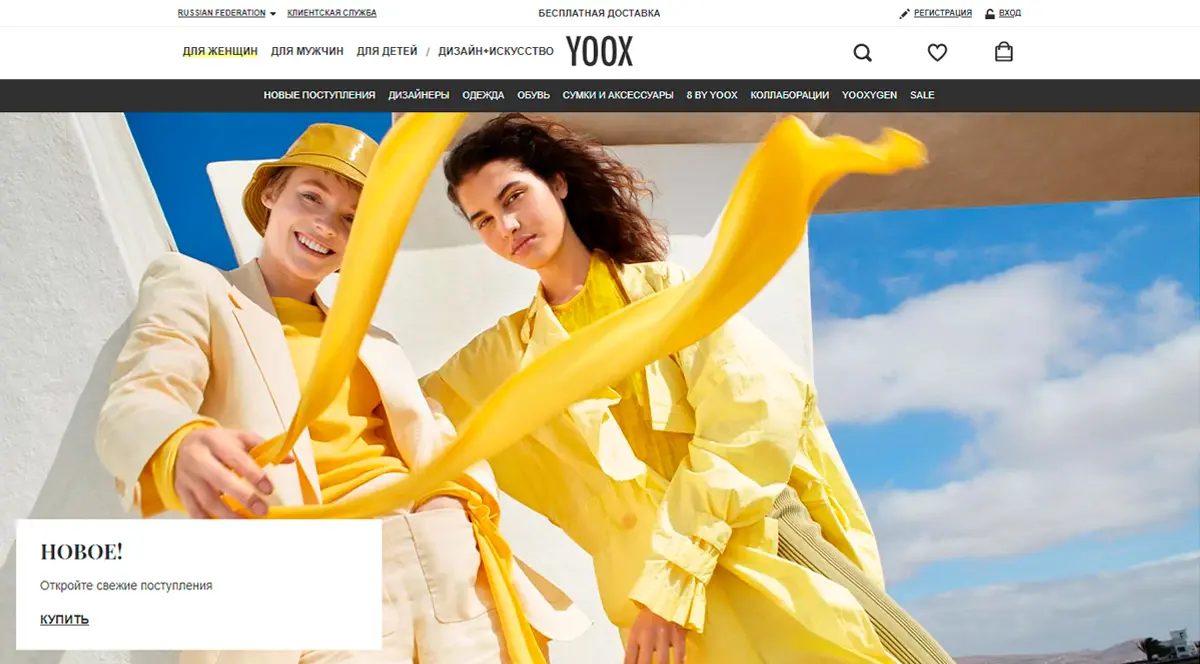 RUSSIAN FEDERATION КЛИЕНТСКАЯ СЛУЖБА БЕСПЛАТНАЯ ДОСТАВКА РЕГИСТРАЦИЯ ВХОД
ДЛЯ ЖЕНЩИН ДЛЯ МУЖЧИН ДЛЯ ДЕТЕЙ / ДИЗАЙН+ИСКУССТВО YOOX
НОВЫЕ ПОСТУПЛЕНИЯ ДИЗАЙНЕРЫ ОДЕЖДА ОБУВЬ СУМКИ И АКСЕССУАРЫ 8 BY YOOX КОЛЛАБОРАЦИИ YOOXYGEN SALE
НОВОЕ!
Откройте свежие поступления
КУПИТЬ